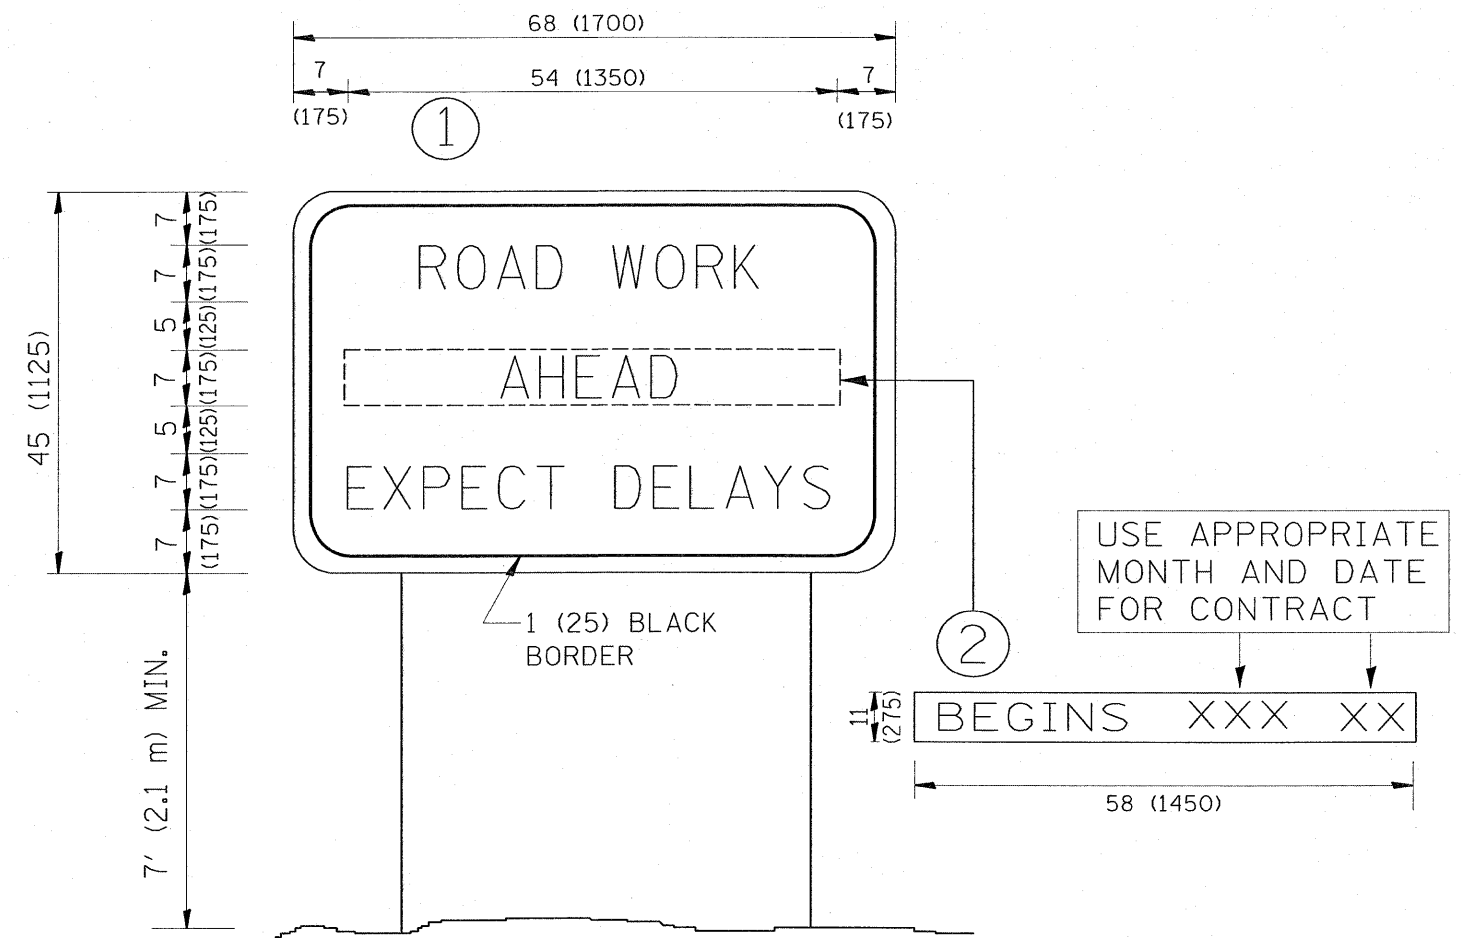 68 (1700)
7 54 (1350) 7
(175) (175)
1
45 (1125)
7 (175)
7 (175)
5 (125)
7 (175)
5 (125)
7 (175)
7 (175)
7' (2.1 m) MIN.
ROAD WORK
AHEAD
EXPECT DELAYS
1 (25) BLACK
BORDER
2
USE APPROPRIATE
MONTH AND DATE
FOR CONTRACT
11
(275)
BEGINS XXX XX
58 (1450)